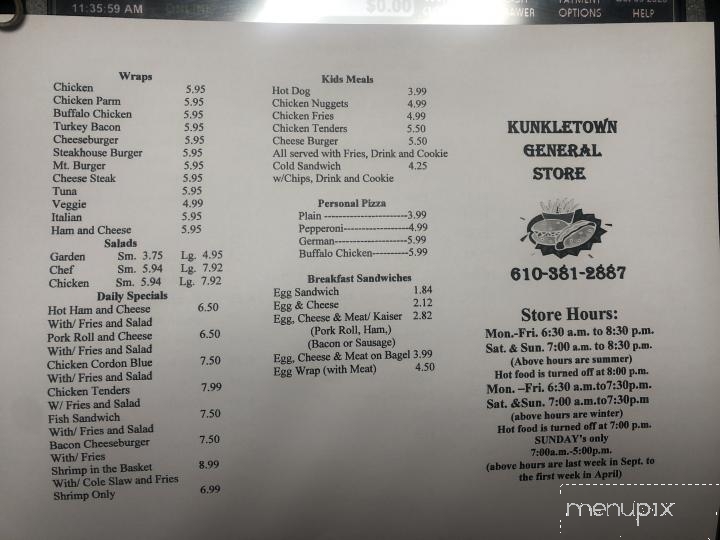 11:35:59 AM
ONLINE
$0.00
PAYMENT
OPTIONS
HELP
Wraps
Chicken 5.95
Chicken Parm 5.95
Buffalo Chicken 5.95
Turkey Bacon 5.95
Cheeseburger 5.95
Steakhouse Burger 5.95
Mt. Burger 5.95
Cheese Steak 5.95
Tuna 5.95
Veggie 4.99
Italian 5.95
Ham and Cheese 5.95
Salads
Garden Sm. 3.75 Lg. 4.95
Chef Sm. 5.94 Lg. 7.92
Chicken Sm. 5.94 Lg. 7.92
Daily Specials
Hot Ham and Cheese 6.50
With/ Fries and Salad
Pork Roll and Cheese 6.50
With/ Fries and Salad
Chicken Cordon Blue 7.50
With/ Fries and Salad
Chicken Tenders 7.99
W/ Fries and Salad
Fish Sandwich 7.50
With/ Fries and Salad
Bacon Cheeseburger 7.50
With/ Fries
Shrimp in the Basket 8.99
With/ Cole Slaw and Fries
Shrimp Only 6.99
Kids Meals
Hot Dog 3.99
Chicken Nuggets 4.99
Chicken Fries 4.99
Chicken Tenders 5.50
Cheese Burger 5.50
All served with Fries, Drink and Cookie
Cold Sandwich 4.25
w/Chips, Drink and Cookie
Personal Pizza
Plain -----------------------3.99
Pepperoni-----------------4.99
German--------------------5.99
Buffalo Chicken----------5.99
Breakfast Sandwiches
Egg Sandwich 1.84
Egg & Cheese 2.12
Egg, Cheese & Meat/ Kaiser 2.82
(Pork Roll, Ham,)
(Bacon or Sausage)
Egg, Cheese & Meat on Bagel 3.99
Egg Wrap (with Meat) 4.50
KUNKLETOWN
GENERAL
STORE
610-381-2887
Store Hours:
Mon.-Fri. 6:30 a.m. to 8:30 p.m.
Sat. & Sun. 7:00 a.m. to 8:30 p.m.
(Above hours are summer)
Hot food is turned off at 8:00 p.m.
Mon. –Fri. 6:30 a.m.to7:30p.m.
Sat. &Sun. 7:00 a.m.to7:30p.m
(above hours are winter)
Hot food is turned off at 7:00 p.m.
SUNDAY's only
7:00a.m.-5:00p.m.
(above hours are last week in Sept. to
the first week in April)
menupix